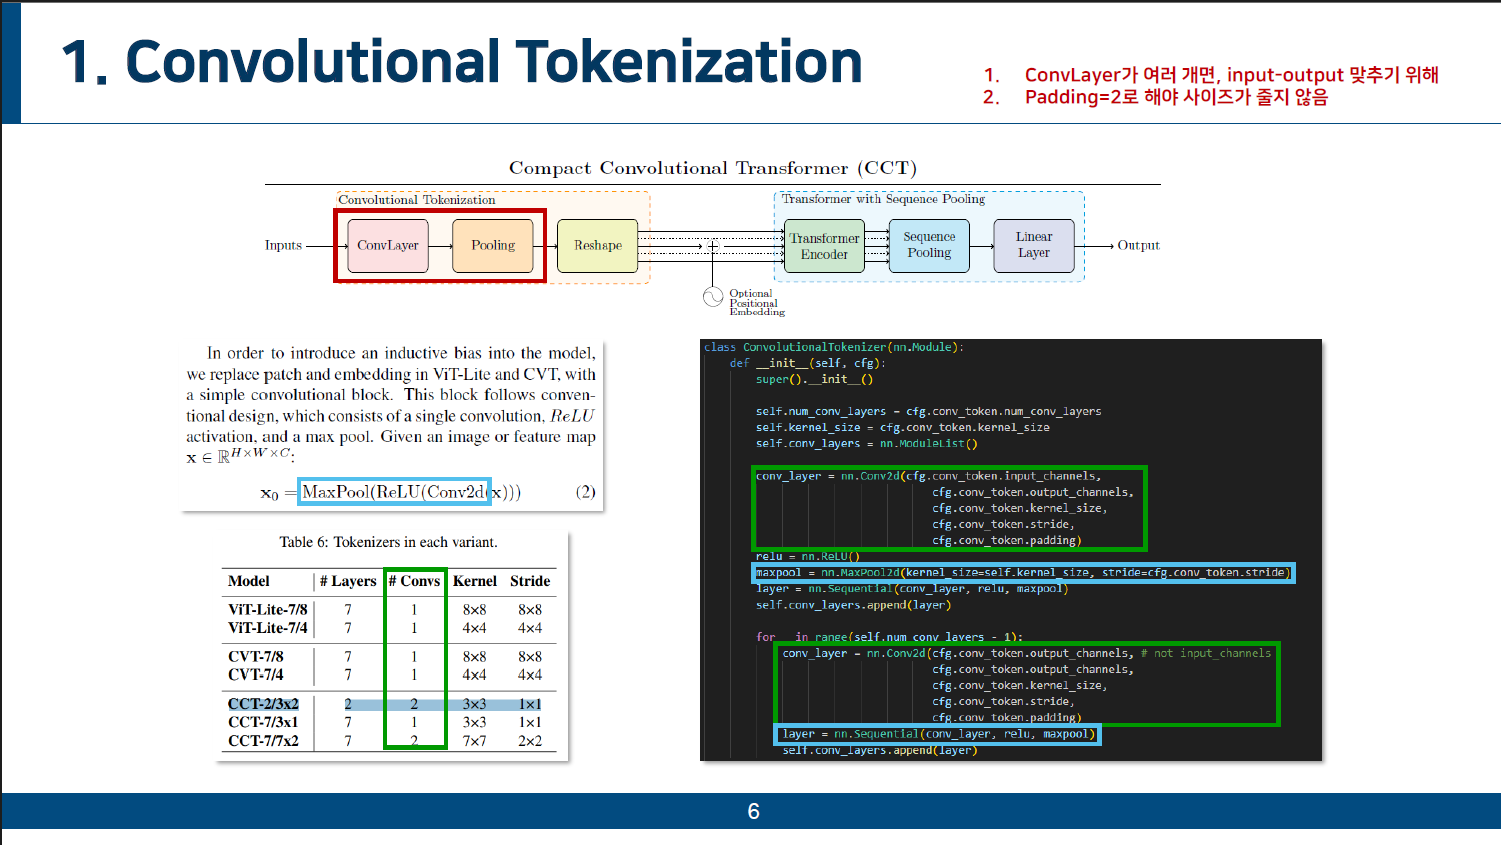 1. Convolutional Tokenization
1. ConvLayer가 여러 개면, input-output 맞추기 위해
2. Padding=2로 해야 사이즈가 줄지 않음
Compact Convolutional Transformer (CCT)
Convolutional Tokenization
Transformer with Sequence Pooling
Inputs
ConvLayer
Pooling
Reshape
Transformer
Encoder
Sequence
Pooling
Linear
Layer
Output
Optional
Positional
Embedding
In order to introduce an inductive bias into the model,
we replace patch and embedding in ViT-Lite and CVT, with
a simple convolutional block. This block follows conven-
tional design, which consists of a single convolution, ReLU
activation, and a max pool. Given an image or feature map
x ∈ ℝ^{H×W×C}:
x₀ = MaxPool(ReLU(Conv2d(x))) (2)
Table 6: Tokenizers in each variant.
Model # Layers # Convs Kernel Stride
ViT-Lite-7/8 7 1 8×8 8×8
ViT-Lite-7/4 7 1 4×4 4×4
CVT-7/8 7 1 8×8 8×8
CVT-7/4 7 1 4×4 4×4
CCT-2/3x2 2 2 3×3 1×1
CCT-7/3x1 7 1 3×3 1×1
CCT-7/7x2 7 2 7×7 2×2
class ConvolutionalTokenizer(nn.Module):
def __init__(self, cfg):
super().__init__()
self.num_conv_layers = cfg.conv_token.num_conv_layers
self.kernel_size = cfg.conv_token.kernel_size
self.conv_layers = nn.ModuleList()
conv_layer = nn.Conv2d(cfg.conv_token.input_channels,
cfg.conv_token.output_channels,
cfg.conv_token.kernel_size,
cfg.conv_token.stride,
cfg.conv_token.padding)
relu = nn.ReLU()
maxpool = nn.MaxPool2d(kernel_size=self.kernel_size, stride=cfg.conv_token.stride)
layer = nn.Sequential(conv_layer, relu, maxpool)
self.conv_layers.append(layer)
for _ in range(self.num_conv_layers - 1):
conv_layer = nn.Conv2d(cfg.conv_token.output_channels, # not input_channels
cfg.conv_token.output_channels,
cfg.conv_token.kernel_size,
cfg.conv_token.stride,
cfg.conv_token.padding)
layer = nn.Sequential(conv_layer, relu, maxpool)
self.conv_layers.append(layer)
6